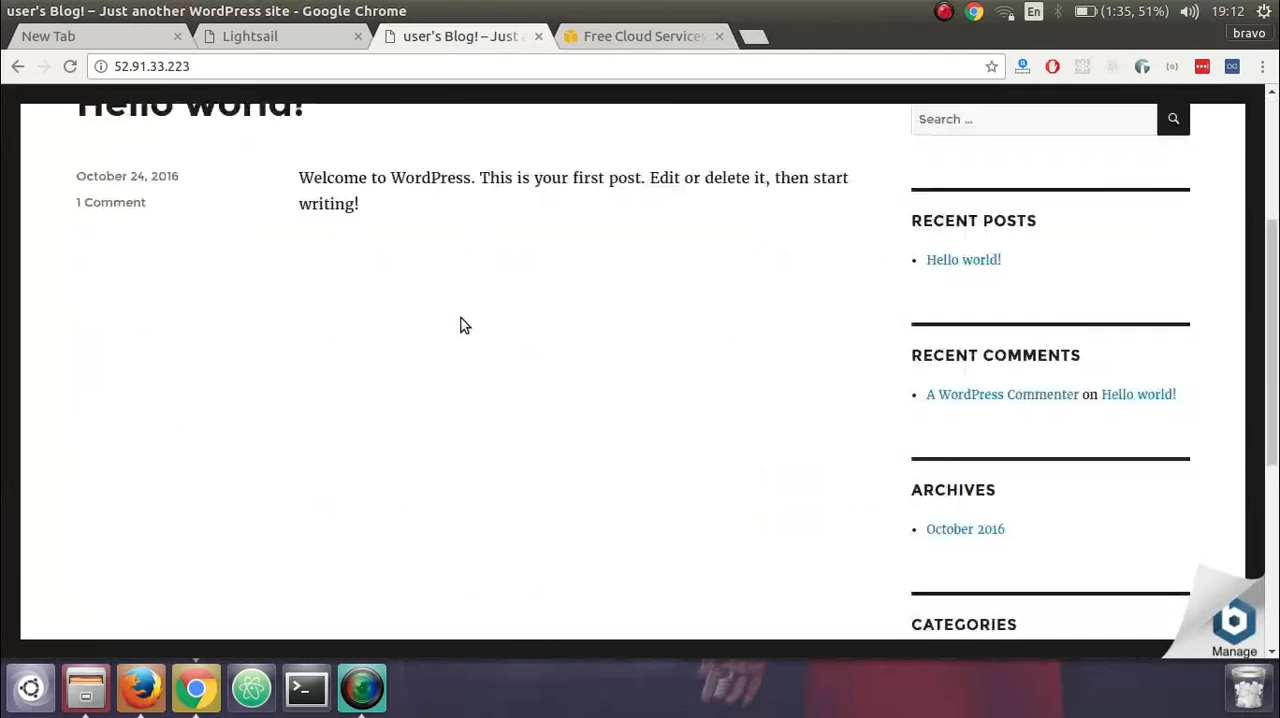 user's Blog! – Just another WordPress site - Google Chrome
En
(1:35, 51%)
19:12
New Tab
Lightsail
user's Blog! – Just a
Free Cloud Services
bravo
52.91.33.223
OG
Hello world!
Search ...
October 24, 2016
1 Comment
Welcome to WordPress. This is your first post. Edit or delete it, then start
writing!
RECENT POSTS
Hello world!
RECENT COMMENTS
A WordPress Commenter on Hello world!
ARCHIVES
October 2016
CATEGORIES
Manage